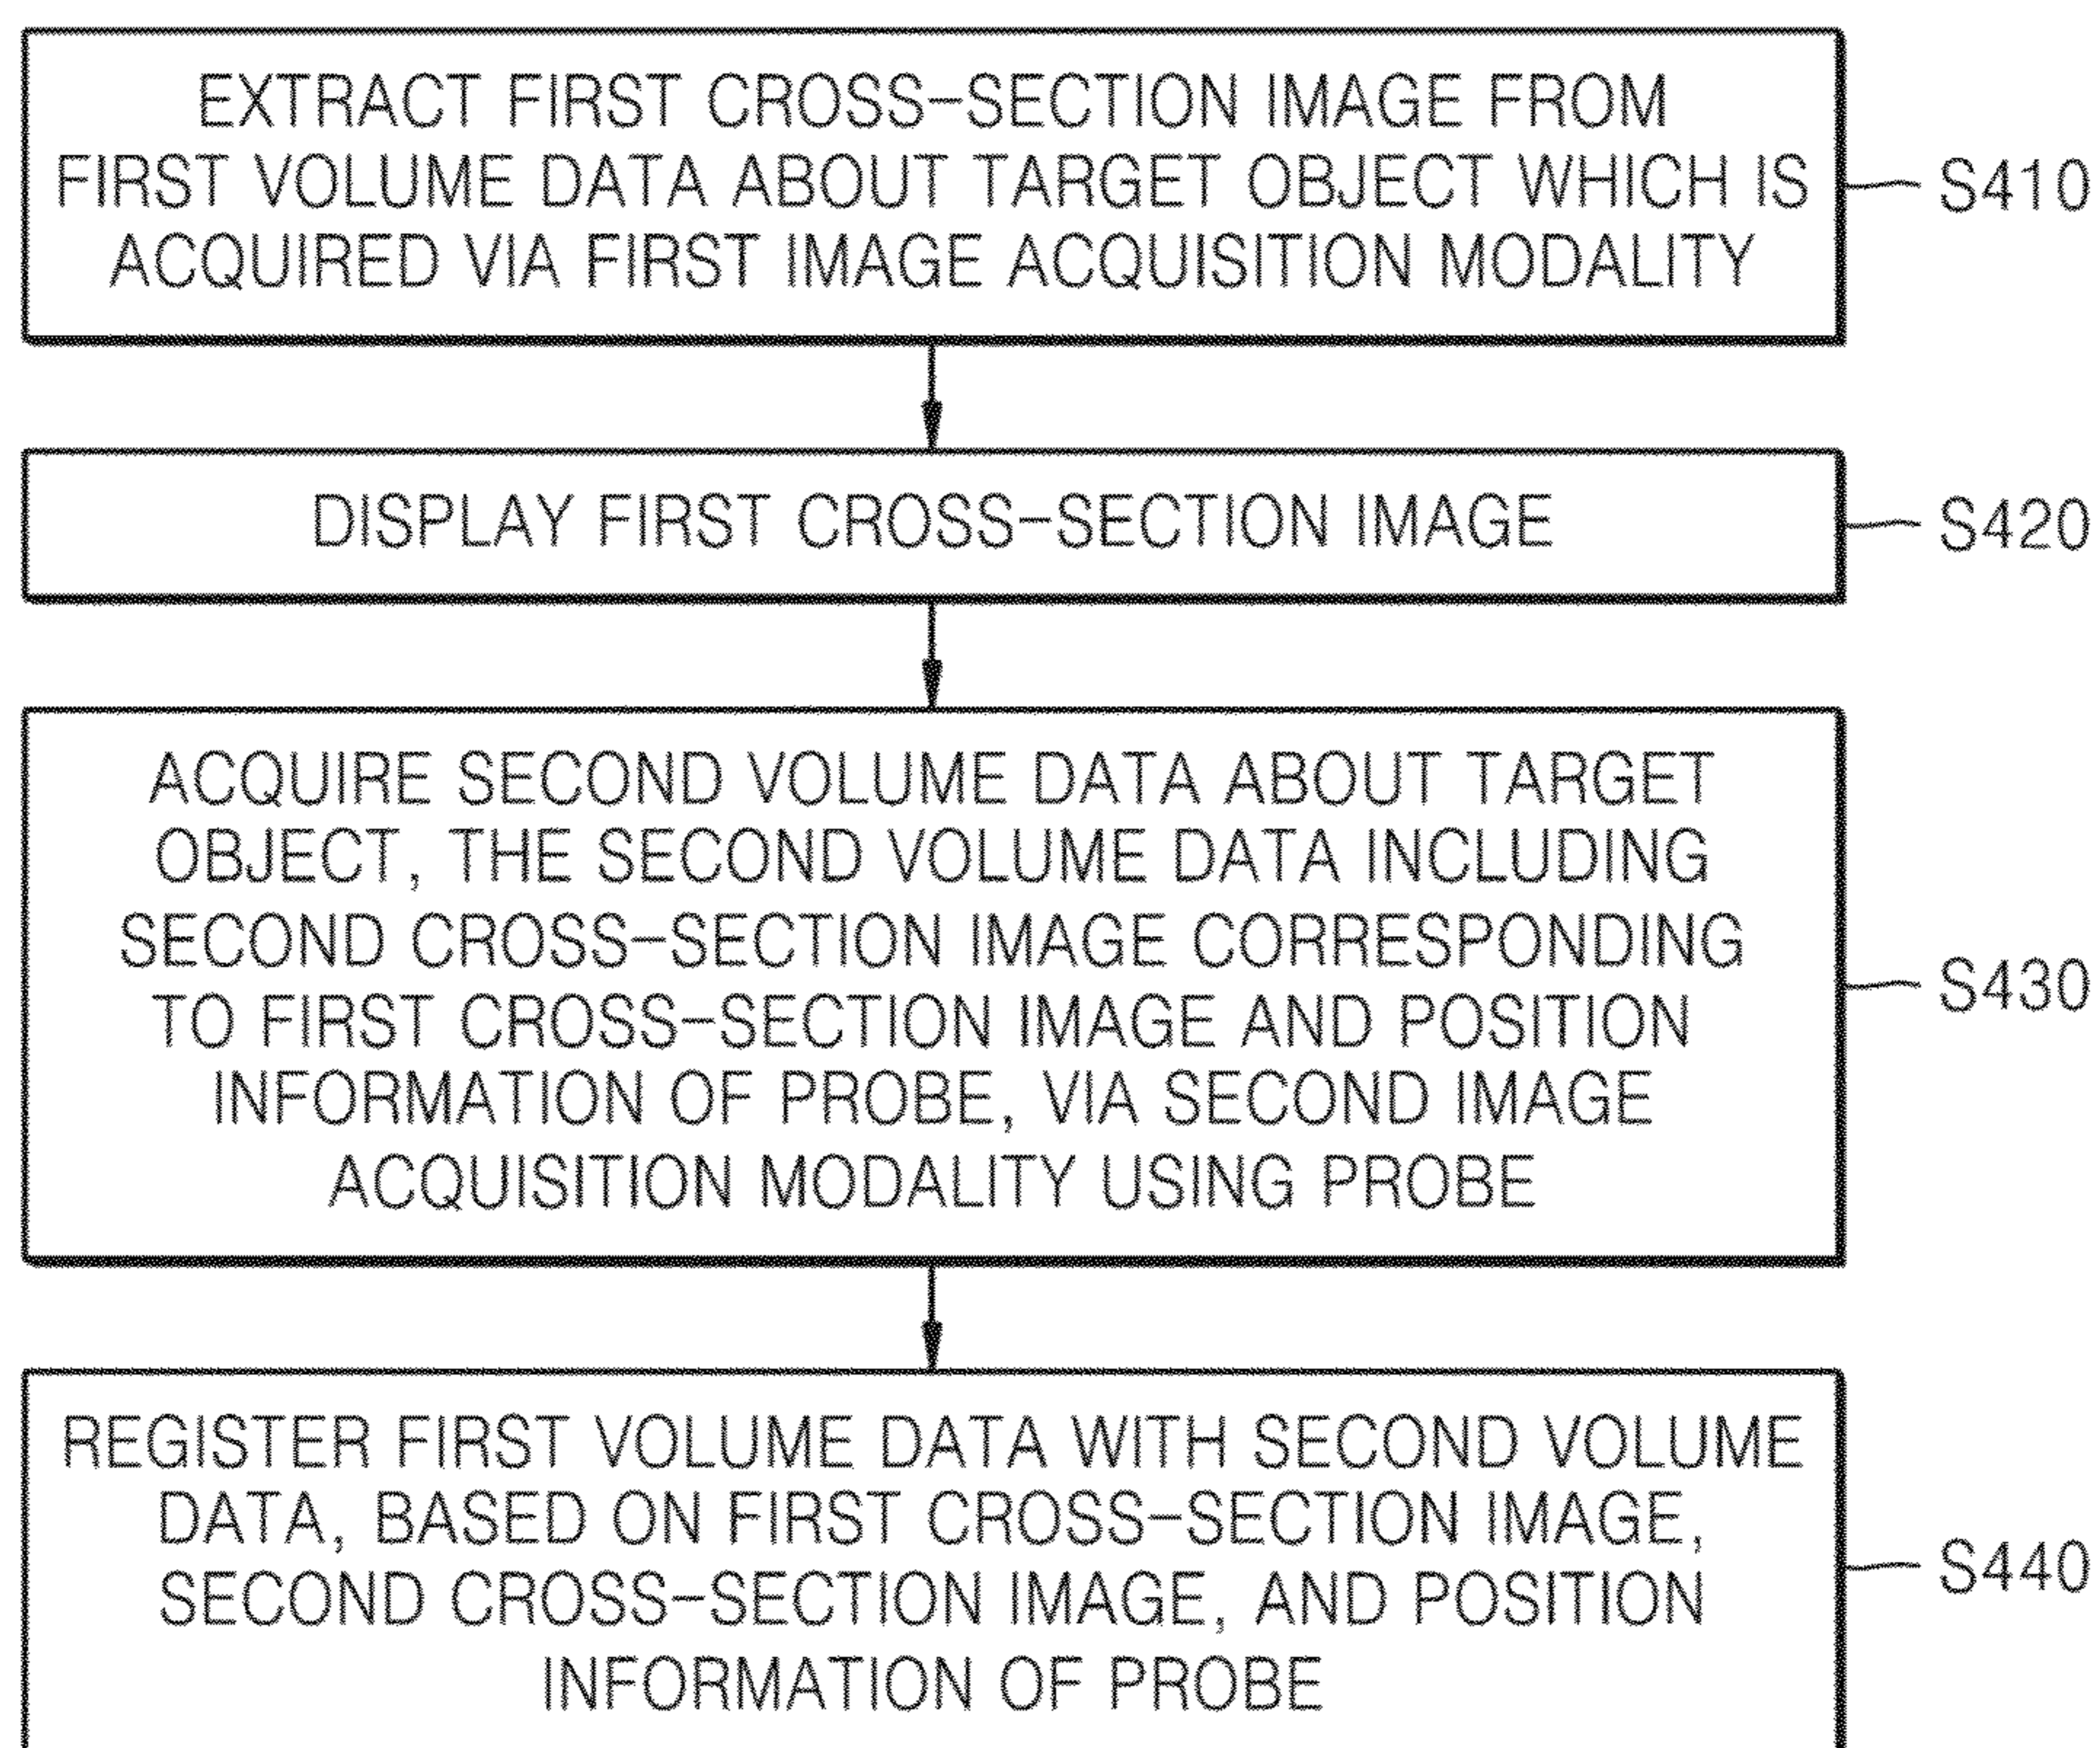 EXTRACT FIRST CROSS-SECTION IMAGE FROM
FIRST VOLUME DATA ABOUT TARGET OBJECT WHICH IS
ACQUIRED VIA FIRST IMAGE ACQUISITION MODALITY
S410
DISPLAY FIRST CROSS-SECTION IMAGE
S420
ACQUIRE SECOND VOLUME DATA ABOUT TARGET
OBJECT, THE SECOND VOLUME DATA INCLUDING
SECOND CROSS-SECTION IMAGE CORRESPONDING
TO FIRST CROSS-SECTION IMAGE AND POSITION
INFORMATION OF PROBE, VIA SECOND IMAGE
ACQUISITION MODALITY USING PROBE
S430
REGISTER FIRST VOLUME DATA WITH SECOND VOLUME
DATA, BASED ON FIRST CROSS-SECTION IMAGE,
SECOND CROSS-SECTION IMAGE, AND POSITION
INFORMATION OF PROBE
S440